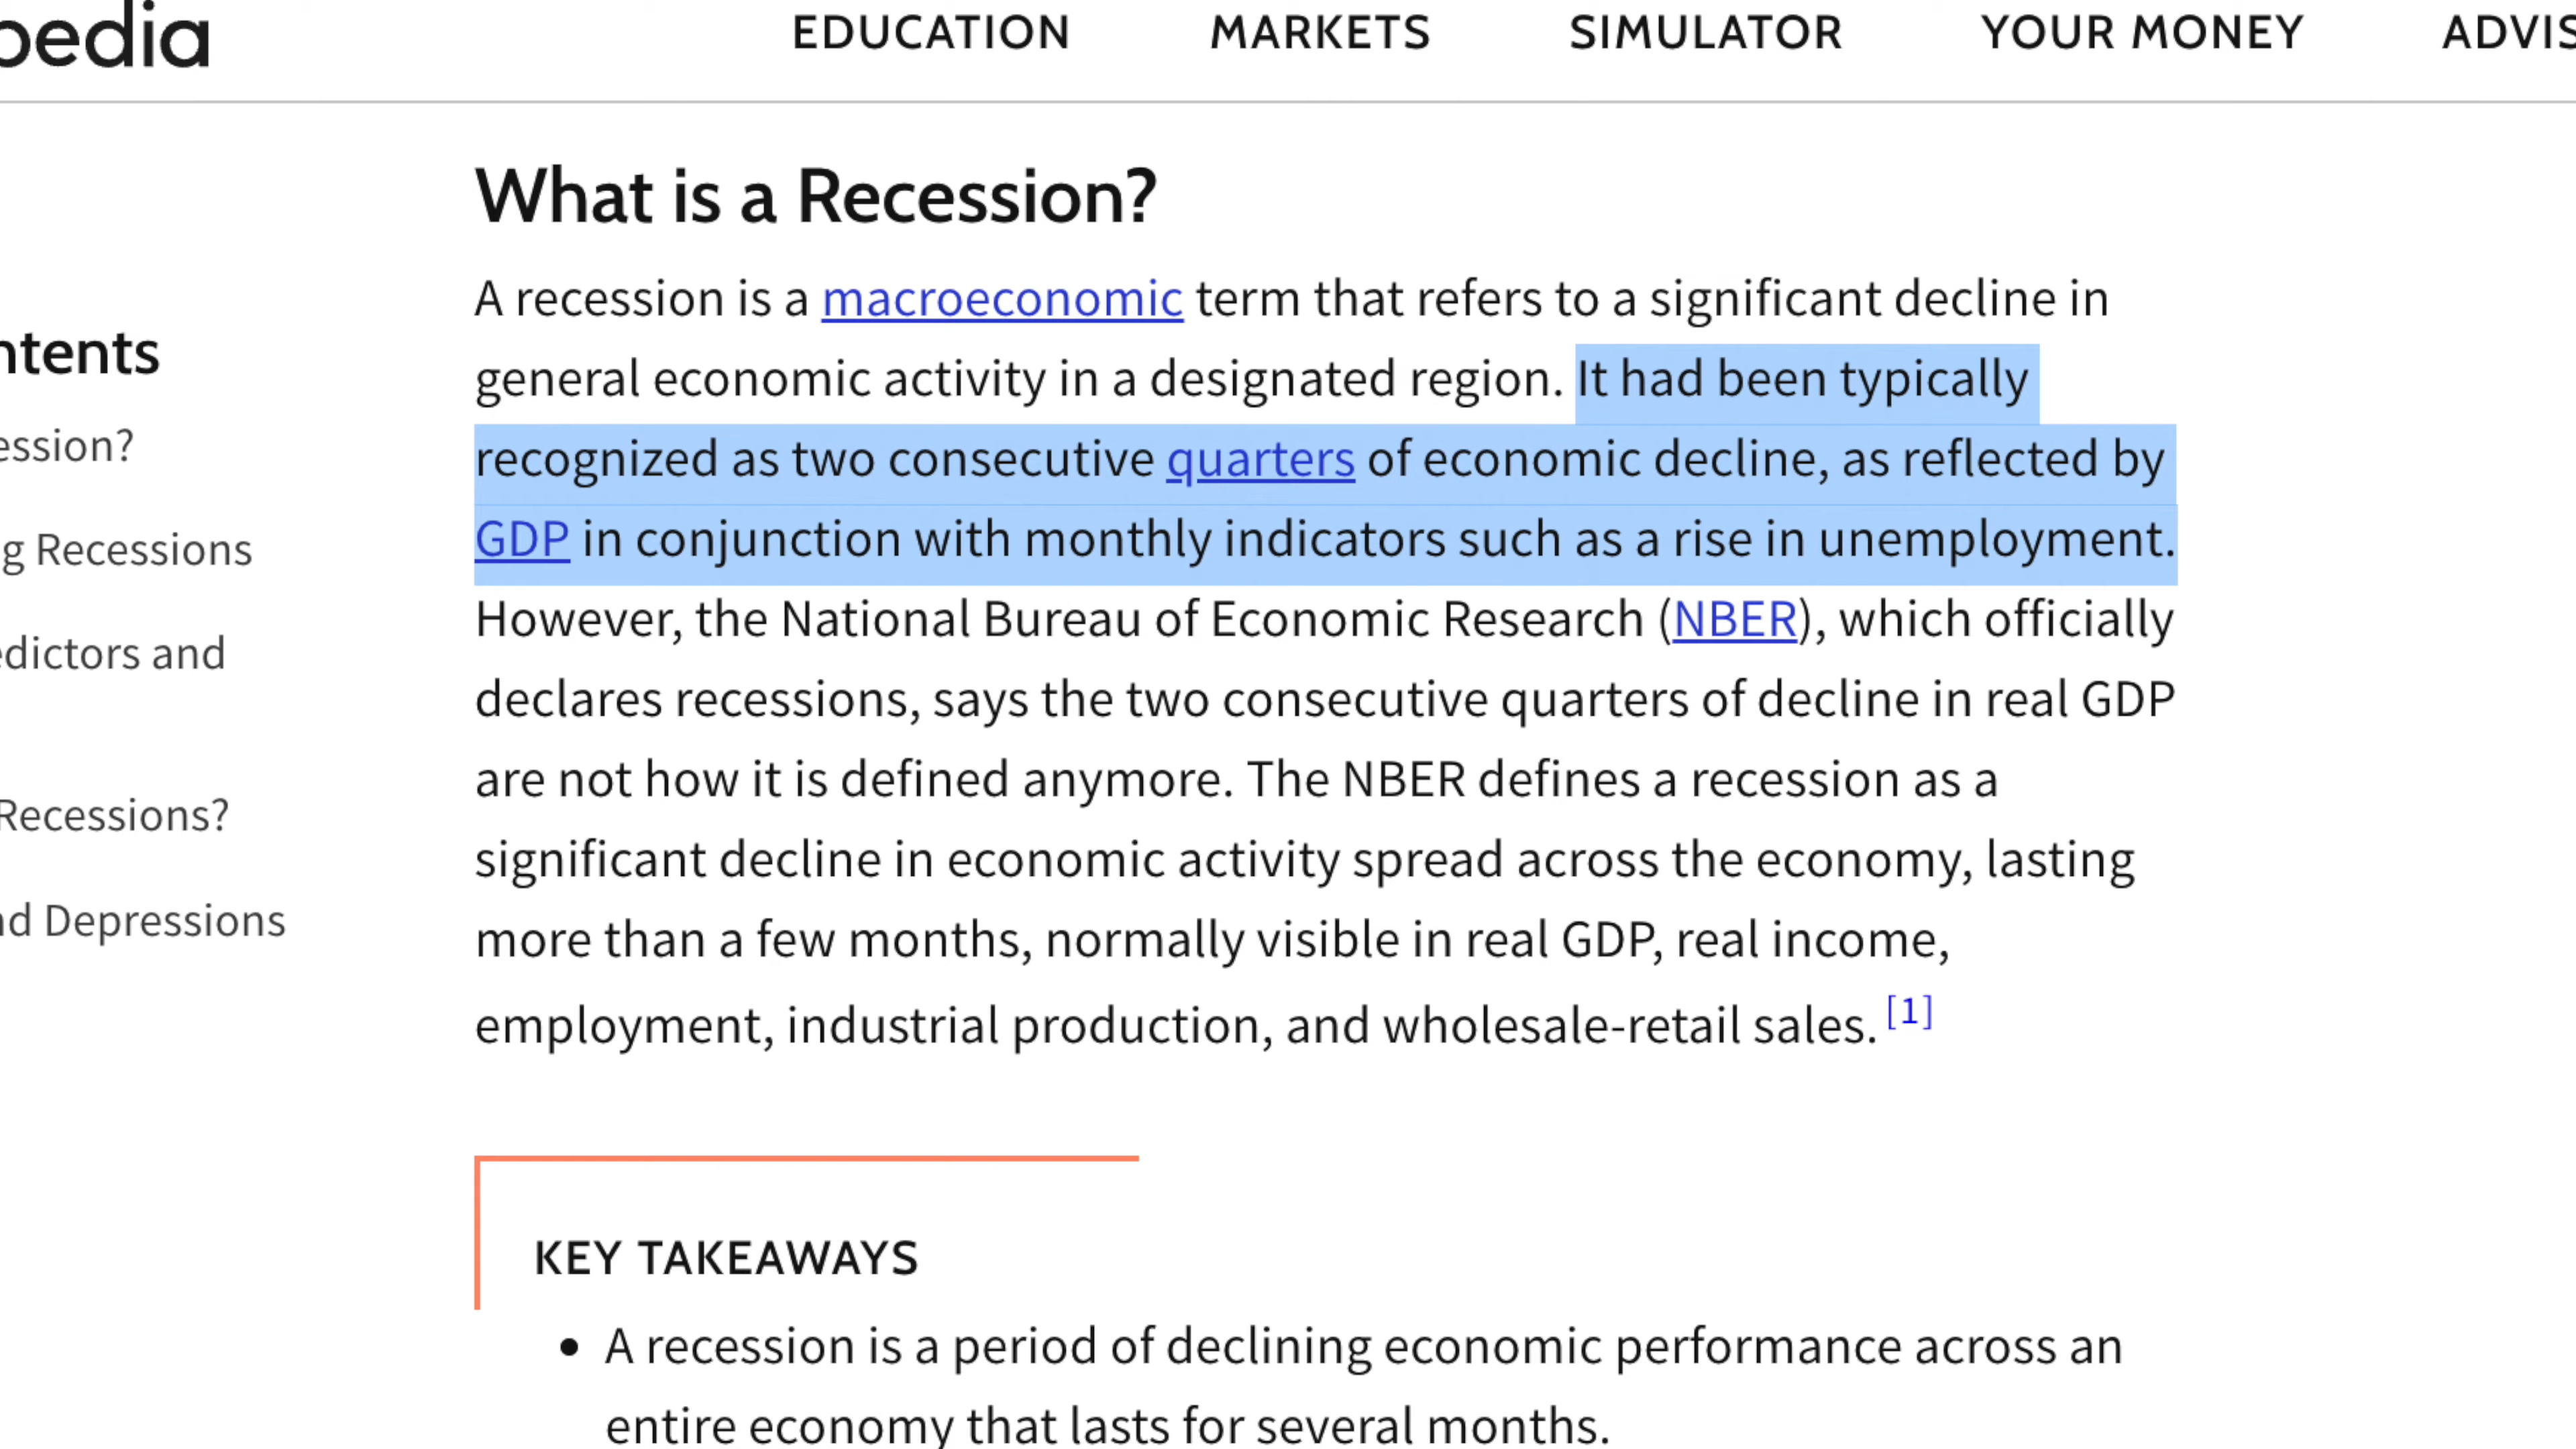 pedia
EDUCATION MARKETS SIMULATOR YOUR MONEY ADVIS
What is a Recession?
A recession is a macroeconomic term that refers to a significant decline in
general economic activity in a designated region. It had been typically
recognized as two consecutive quarters of economic decline, as reflected by
GDP in conjunction with monthly indicators such as a rise in unemployment.
However, the National Bureau of Economic Research (NBER), which officially
declares recessions, says the two consecutive quarters of decline in real GDP
are not how it is defined anymore. The NBER defines a recession as a
significant decline in economic activity spread across the economy, lasting
more than a few months, normally visible in real GDP, real income,
employment, industrial production, and wholesale-retail sales. [1]
ntents
ession?
g Recessions
edictors and
Recessions?
nd Depressions
KEY TAKEAWAYS
• A recession is a period of declining economic performance across an
entire economy that lasts for several months.